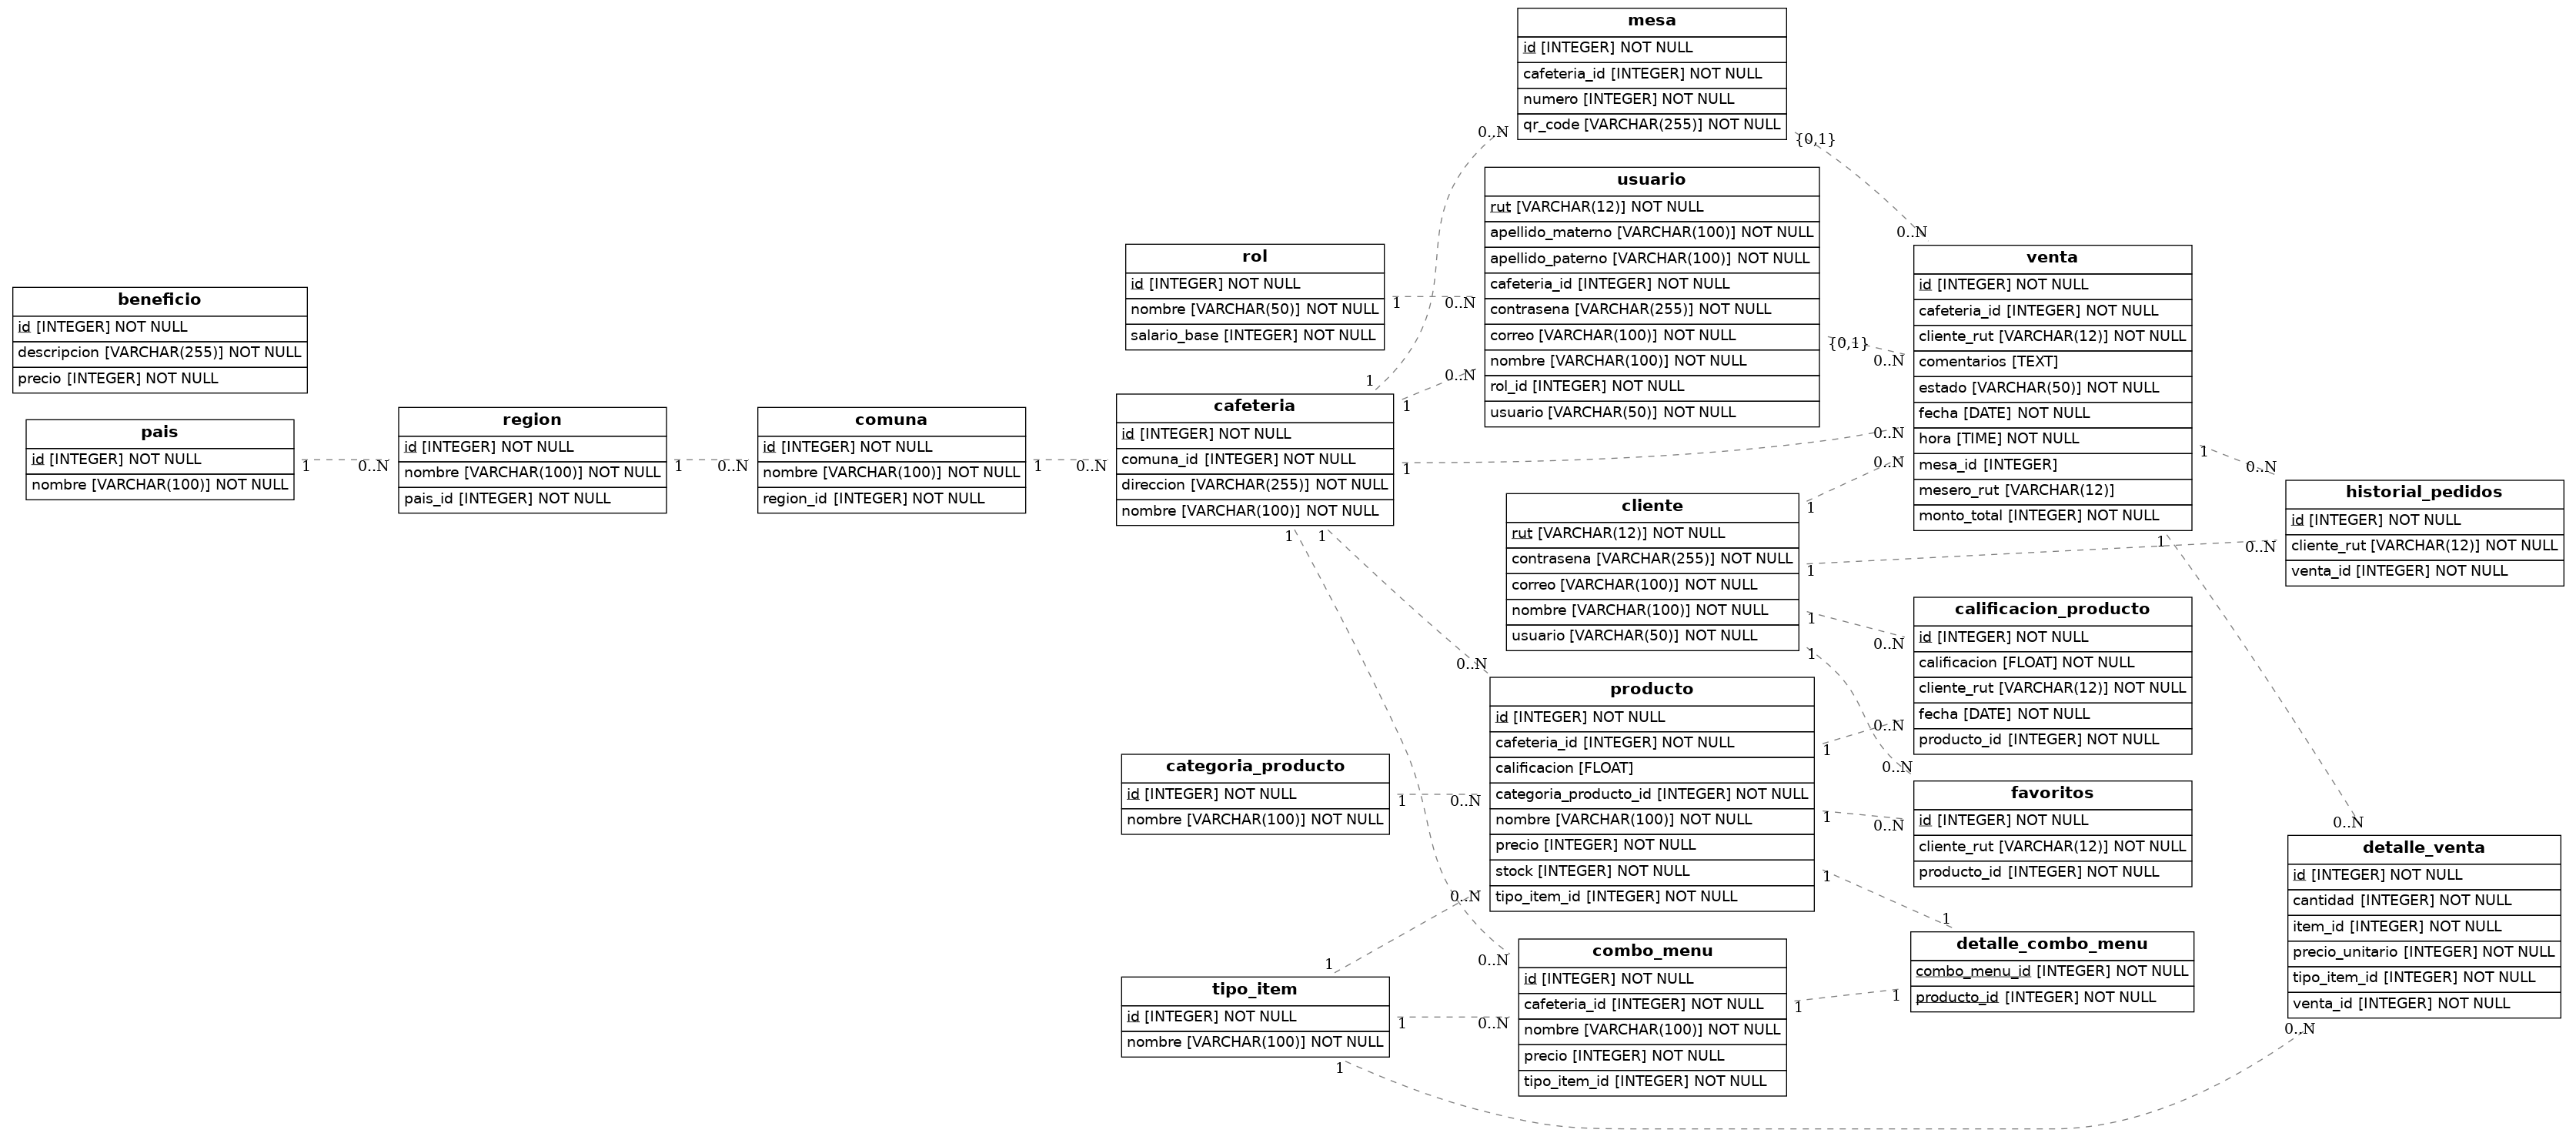 mesa
id [INTEGER] NOT NULL
cafeteria_id [INTEGER] NOT NULL
numero [INTEGER] NOT NULL
qr_code [VARCHAR(255)] NOT NULL
usuario
rut [VARCHAR(12)] NOT NULL
apellido_materno [VARCHAR(100)] NOT NULL
apellido_paterno [VARCHAR(100)] NOT NULL
cafeteria_id [INTEGER] NOT NULL
contrasena [VARCHAR(255)] NOT NULL
correo [VARCHAR(100)] NOT NULL
nombre [VARCHAR(100)] NOT NULL
rol_id [INTEGER] NOT NULL
usuario [VARCHAR(50)] NOT NULL
rol
id [INTEGER] NOT NULL
nombre [VARCHAR(50)] NOT NULL
salario_base [INTEGER] NOT NULL
venta
id [INTEGER] NOT NULL
cafeteria_id [INTEGER] NOT NULL
cliente_rut [VARCHAR(12)] NOT NULL
comentarios [TEXT]
estado [VARCHAR(50)] NOT NULL
fecha [DATE] NOT NULL
hora [TIME] NOT NULL
mesa_id [INTEGER]
mesero_rut [VARCHAR(12)]
monto_total [INTEGER] NOT NULL
beneficio
id [INTEGER] NOT NULL
descripcion [VARCHAR(255)] NOT NULL
precio [INTEGER] NOT NULL
pais
id [INTEGER] NOT NULL
nombre [VARCHAR(100)] NOT NULL
region
id [INTEGER] NOT NULL
nombre [VARCHAR(100)] NOT NULL
pais_id [INTEGER] NOT NULL
comuna
id [INTEGER] NOT NULL
nombre [VARCHAR(100)] NOT NULL
region_id [INTEGER] NOT NULL
cafeteria
id [INTEGER] NOT NULL
comuna_id [INTEGER] NOT NULL
direccion [VARCHAR(255)] NOT NULL
nombre [VARCHAR(100)] NOT NULL
cliente
rut [VARCHAR(12)] NOT NULL
contrasena [VARCHAR(255)] NOT NULL
correo [VARCHAR(100)] NOT NULL
nombre [VARCHAR(100)] NOT NULL
usuario [VARCHAR(50)] NOT NULL
historial_pedidos
id [INTEGER] NOT NULL
cliente_rut [VARCHAR(12)] NOT NULL
venta_id [INTEGER] NOT NULL
calificacion_producto
id [INTEGER] NOT NULL
calificacion [FLOAT] NOT NULL
cliente_rut [VARCHAR(12)] NOT NULL
fecha [DATE] NOT NULL
producto_id [INTEGER] NOT NULL
producto
id [INTEGER] NOT NULL
cafeteria_id [INTEGER] NOT NULL
calificacion [FLOAT]
categoria_producto_id [INTEGER] NOT NULL
nombre [VARCHAR(100)] NOT NULL
precio [INTEGER] NOT NULL
stock [INTEGER] NOT NULL
tipo_item_id [INTEGER] NOT NULL
categoria_producto
id [INTEGER] NOT NULL
nombre [VARCHAR(100)] NOT NULL
favoritos
id [INTEGER] NOT NULL
cliente_rut [VARCHAR(12)] NOT NULL
producto_id [INTEGER] NOT NULL
detalle_venta
id [INTEGER] NOT NULL
cantidad [INTEGER] NOT NULL
item_id [INTEGER] NOT NULL
precio_unitario [INTEGER] NOT NULL
tipo_item_id [INTEGER] NOT NULL
venta_id [INTEGER] NOT NULL
detalle_combo_menu
combo_menu_id [INTEGER] NOT NULL
producto_id [INTEGER] NOT NULL
combo_menu
id [INTEGER] NOT NULL
cafeteria_id [INTEGER] NOT NULL
nombre [VARCHAR(100)] NOT NULL
precio [INTEGER] NOT NULL
tipo_item_id [INTEGER] NOT NULL
tipo_item
id [INTEGER] NOT NULL
nombre [VARCHAR(100)] NOT NULL
1
0..N
1
0..N
1
0..N
1
0..N
1
0..N
1
0..N
1
0..N
1
0..N
1
0..N
{0,1}
0..N
{0,1}
0..N
1
0..N
1
0..N
1
0..N
1
0..N
1
0..N
1
0..N
1
0..N
1
0..N
1
0..N
1
0..N
1
0..N
1
1
1
1